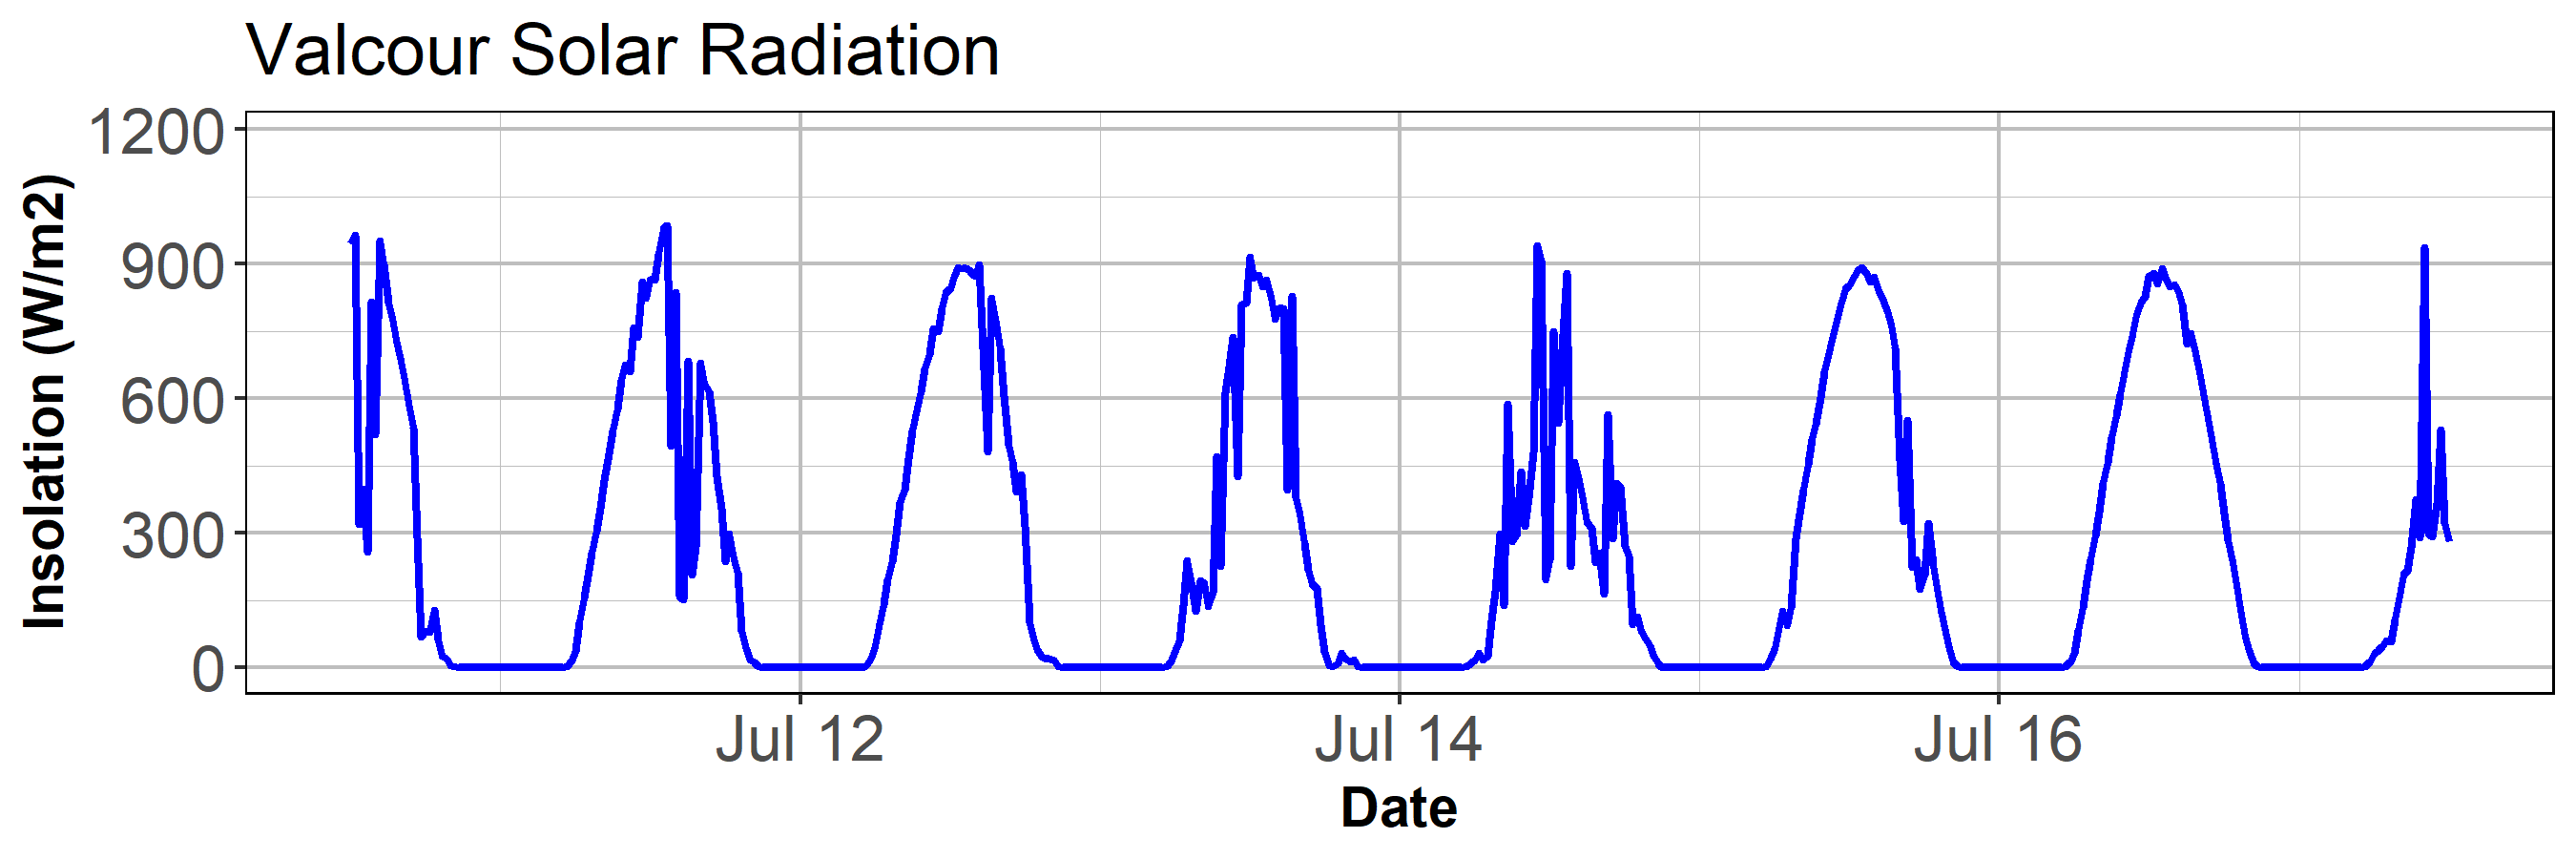 Valcour Solar Radiation
1200
900
600
300
0
Insolation (W/m2)
Jul 12
Jul 14
Jul 16
Date